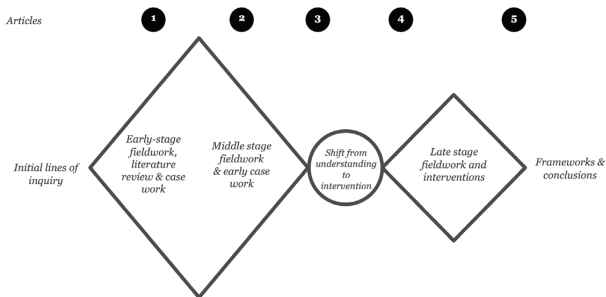 Articles
1 2 3 4 5
Initial lines of
inquiry
Early-stage
fieldwork,
literature
review & case
work
Middle stage
fieldwork
& early case
work
Shift from
understanding
to
intervention
Late stage
fieldwork and
interventions
Frameworks &
conclusions